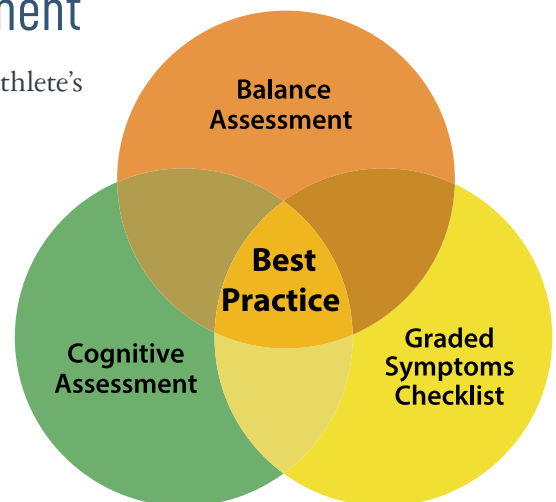 nent
thlete's
Balance
Assessment
Best
Practice
Cognitive
Assessment
Graded
Symptoms
Checklist